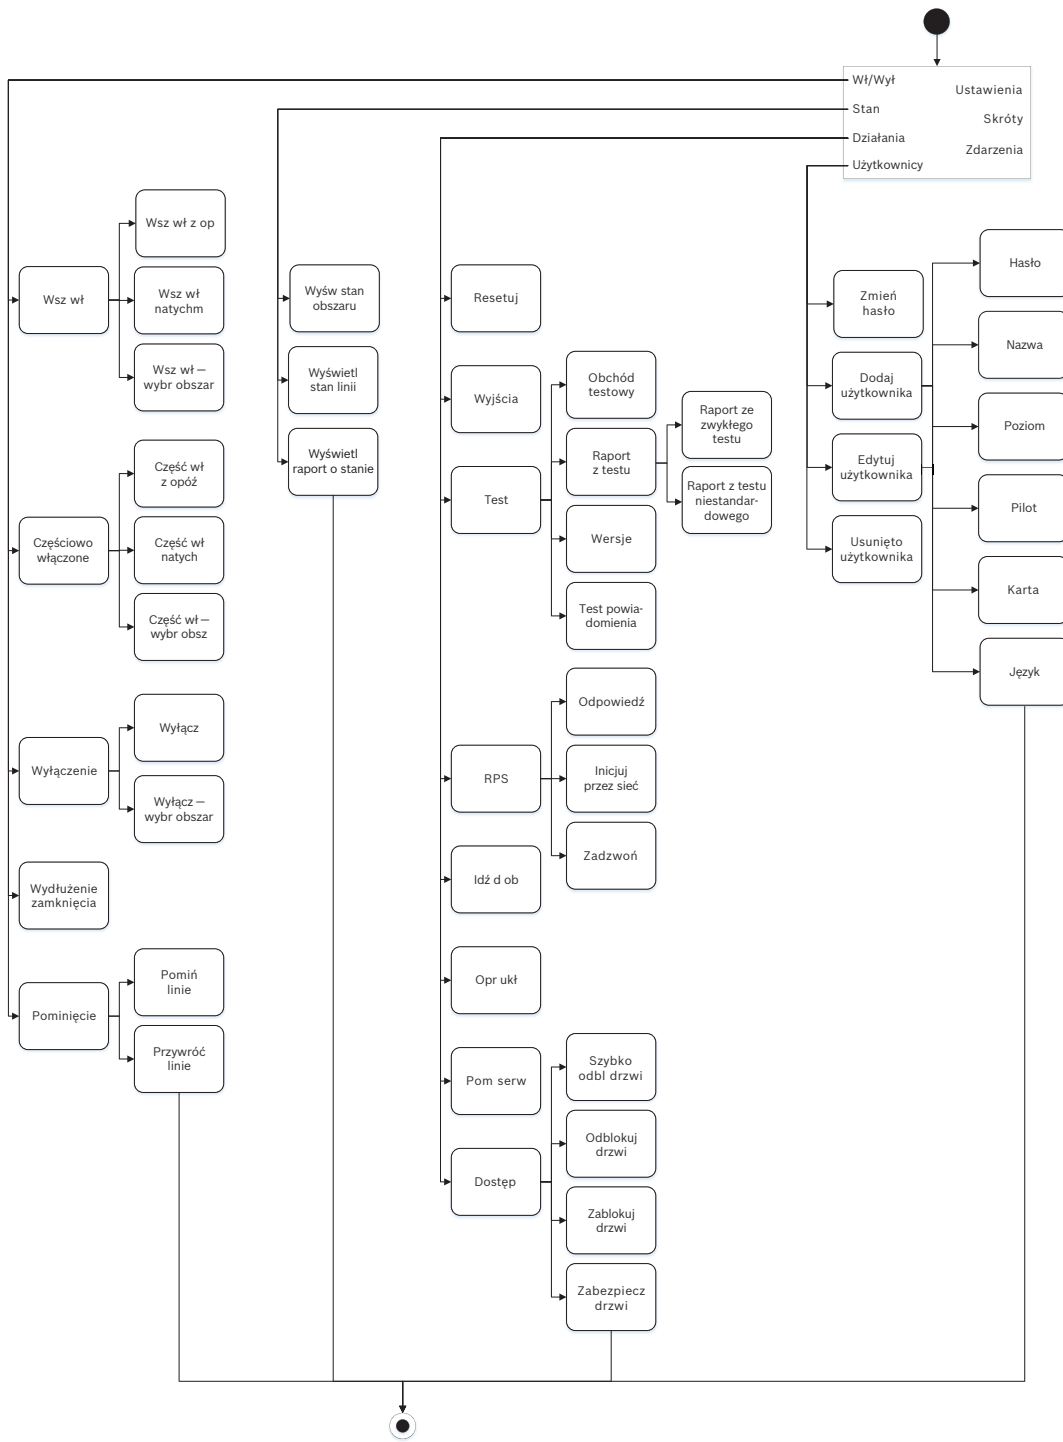 Wł/Wył
Stan
Działania
Użytkownicy
Ustawienia
Skróty
Zdarzenia
Wsz wł
Wsz wł z op
Wsz wł
natychm
Wsz wł —
wybr obszar
Częściowo
włączone
Część wł
z opóź
Część wł
natych
Część wł —
wybr obsz
Wyłączenie
Wyłącz
Wyłącz —
wybr obszar
Wydłużenie
zamknięcia
Pominięcie
Pomiń
linie
Przywróć
linie
Wyśw stan
obszaru
Wyświetl
stan linii
Wyświetl
raport o stanie
Resetuj
Wyjścia
Test
Obchód
testowy
Raport
z testu
Raport ze
zwykłego
testu
Raport z testu
niestandar-
dowego
Wersje
Test powia-
domienia
RPS
Odpowiedź
Inicjuj
przez sieć
Zadzwoń
Idź d ob
Opr ukł
Pom serw
Dostęp
Szybko
odbl drzwi
Odblokuj
drzwi
Zablokuj
drzwi
Zabezpiecz
drzwi
Zmień
hasło
Dodaj
użytkownika
Edytuj
użytkownika
Usunięto
użytkownika
Hasło
Nazwa
Poziom
Pilot
Karta
Język